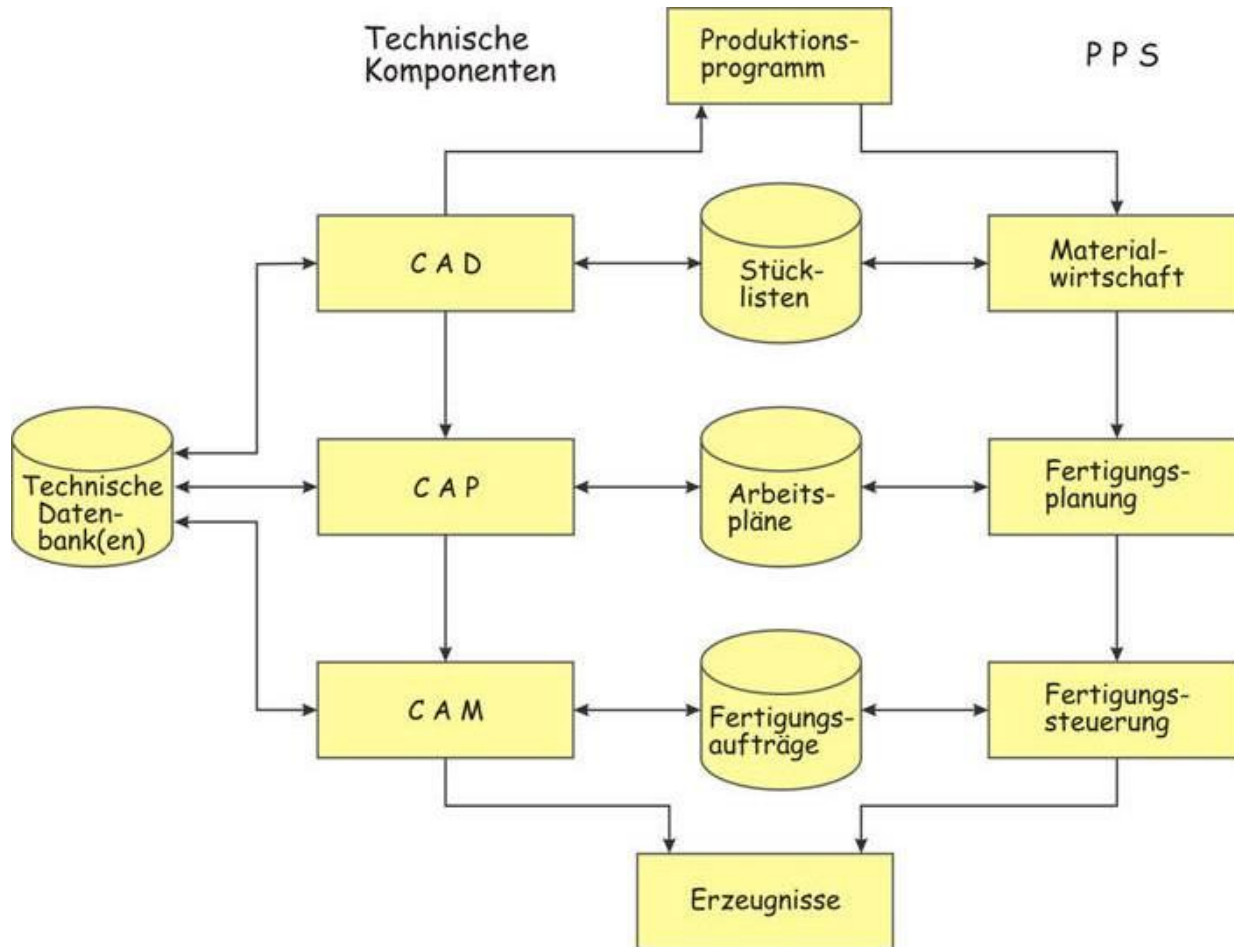 Technische
Komponenten
Produktions-
programm
P P S
C A D
Stück-
listen
Material-
wirtschaft
Technische
Daten-
bank(en)
C A P
Arbeits-
pläne
Fertigungs-
planung
C A M
Fertigungs-
aufträge
Fertigungs-
steuerung
Erzeugnisse